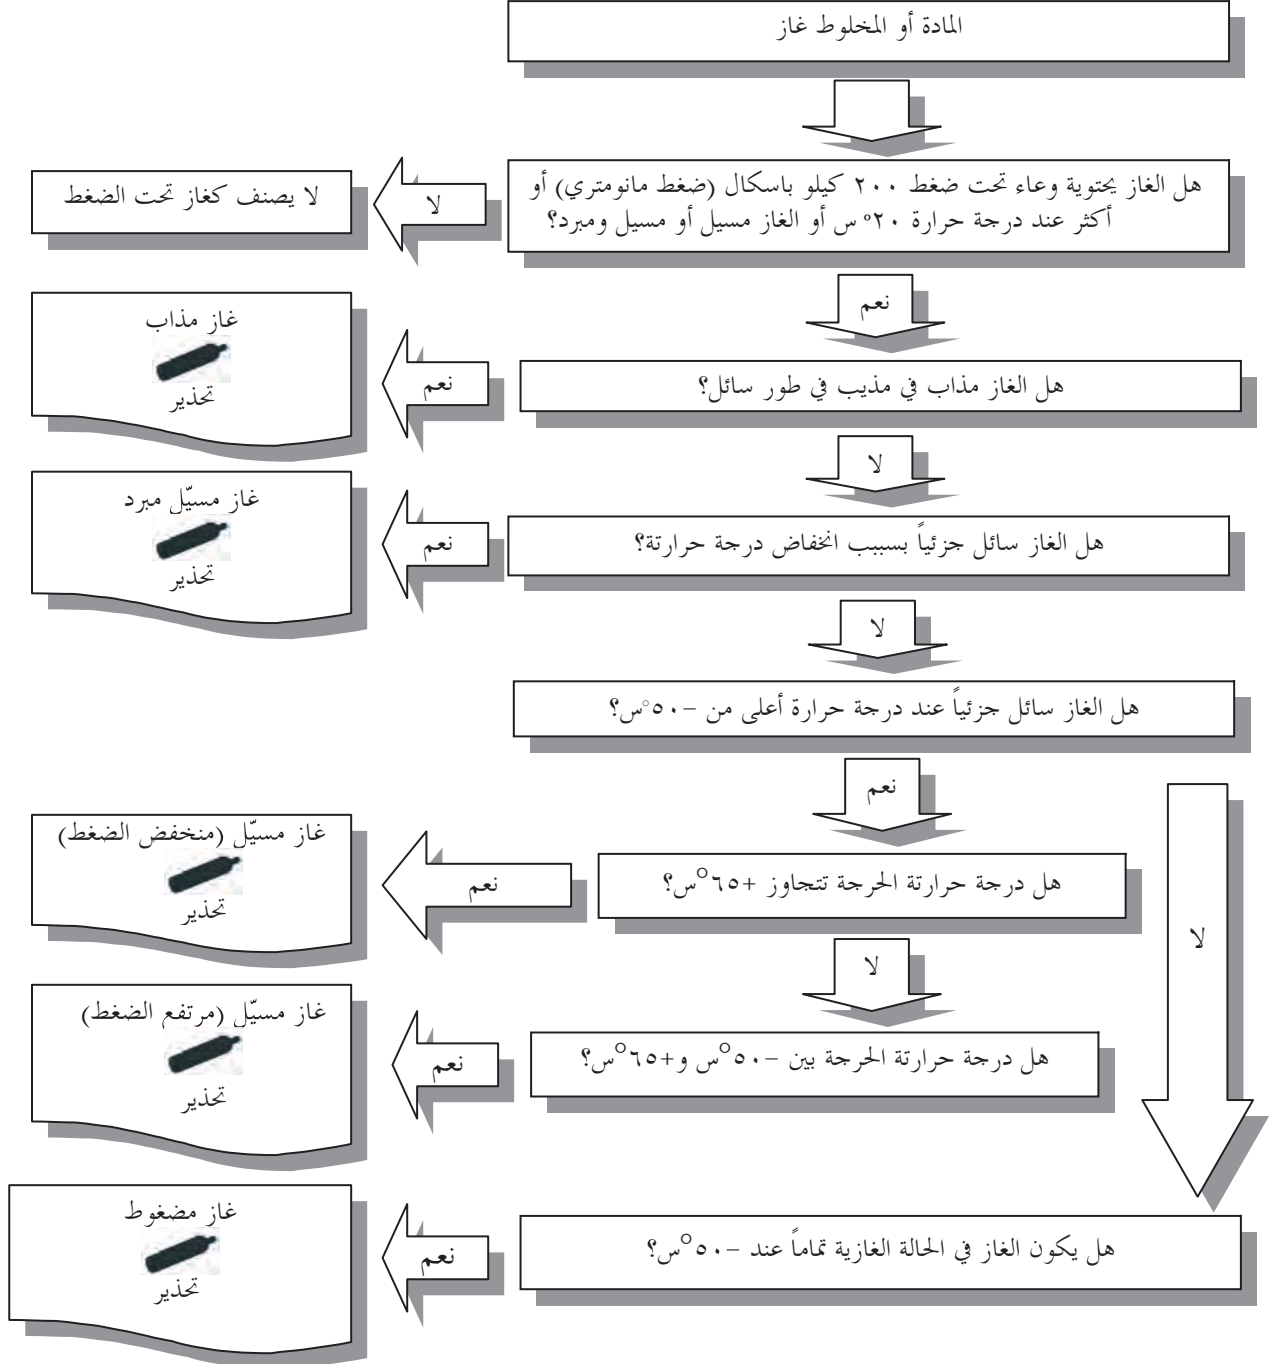 المادة أو المخلوط غاز
هل الغاز يحتوية وعاء تحت ضغط ٢٠٠ كيلو باسكال (ضغط مانومتري) أو
أكثر عند درجة حرارة ٢٠° س أو الغاز مسيل أو مسيل ومبرد؟
لا
لا يصنف كغاز تحت الضغط
نعم
هل الغاز مذاب في مذيب في طور سائل؟
نعم
غاز مذاب
تحذير
لا
هل الغاز سائل جزئياً بسببب انخفاض درجة حرارتة؟
نعم
غاز مسيّل مبرد
تحذير
لا
هل الغاز سائل جزئياً عند درجة حرارة أعلى من –٥٠°س؟
نعم
هل درجة حرارتة الحرجة تتجاوز +٦٥°س؟
نعم
غاز مسيّل (منخفض الضغط)
تحذير
لا
لا
هل درجة حرارتة الحرجة بين –٥٠°س و+٦٥°س؟
نعم
غاز مسيّل (مرتفع الضغط)
تحذير
هل يكون الغاز في الحالة الغازية تماماً عند –٥٠°س؟
نعم
غاز مضغوط
تحذير